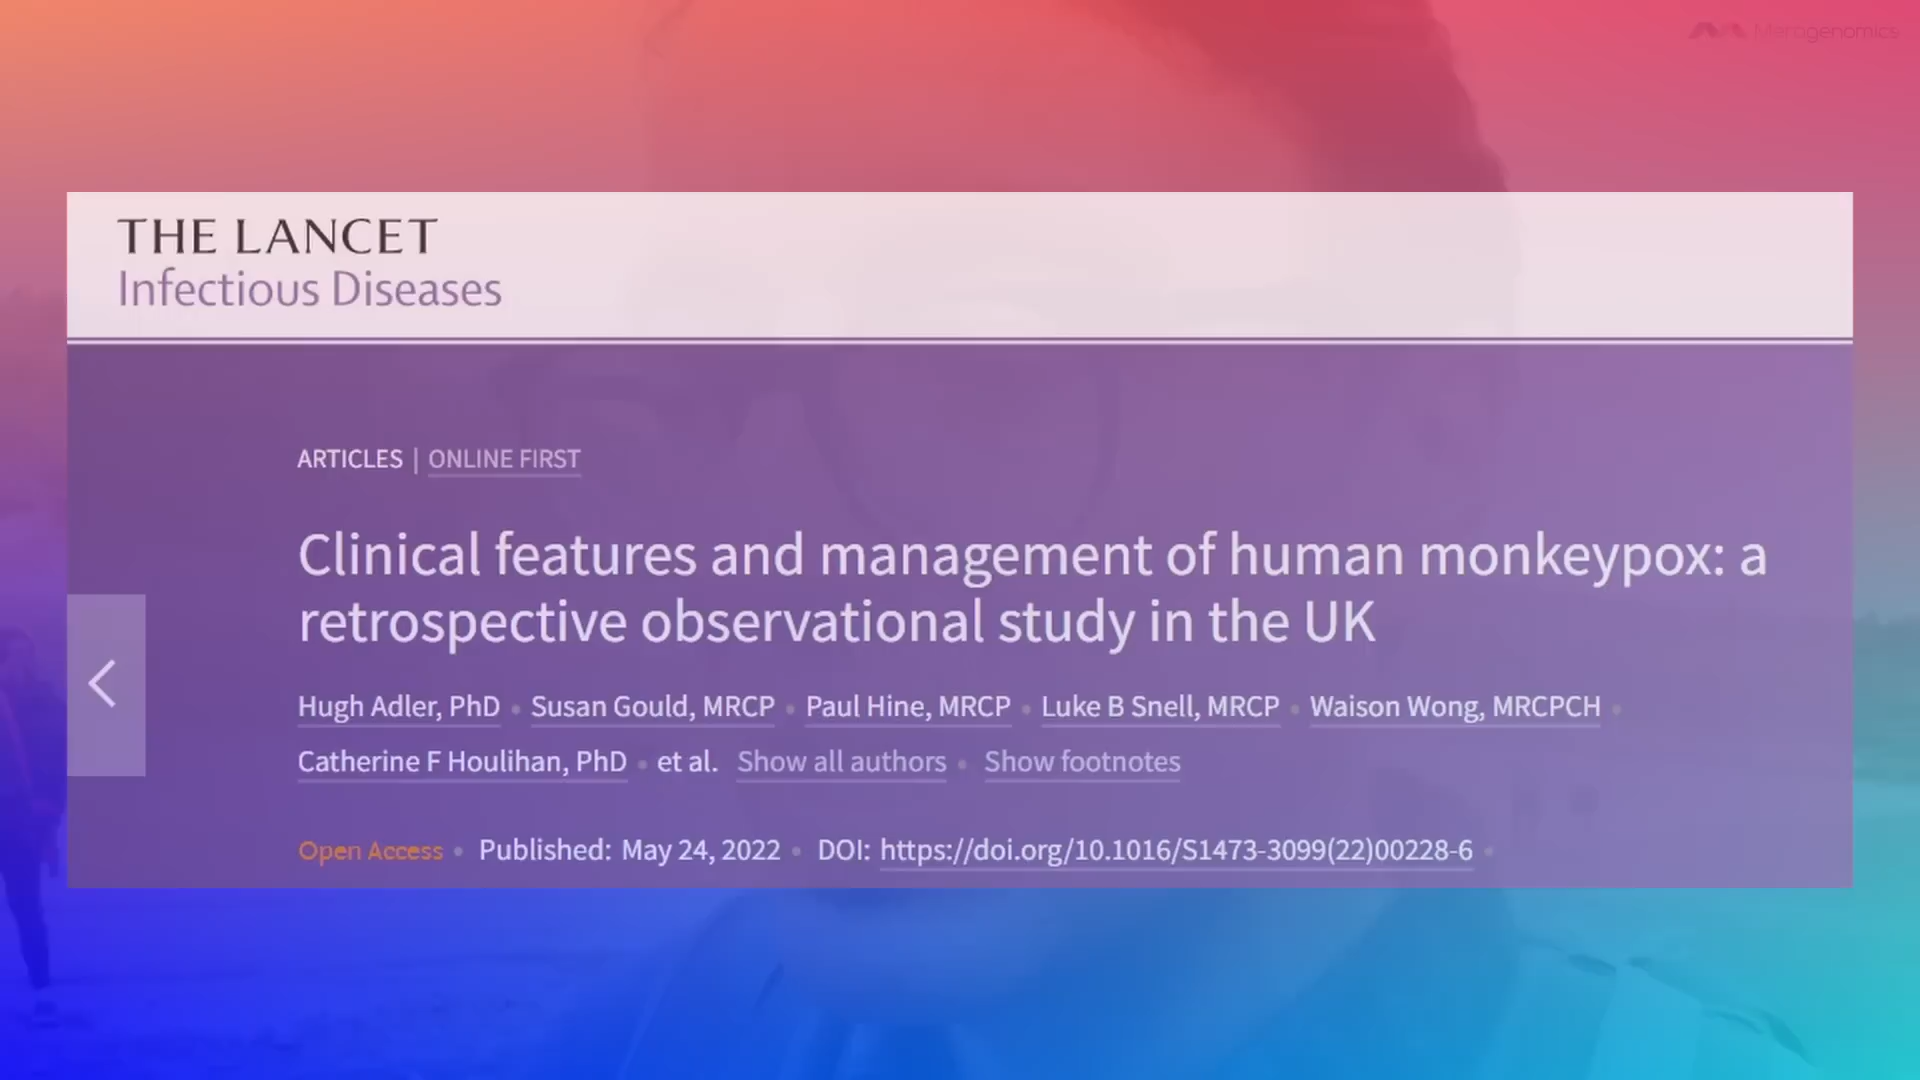 Metagenomics
THE LANCET
Infectious Diseases
ARTICLES | ONLINE FIRST
Clinical features and management of human monkeypox: a
retrospective observational study in the UK
Hugh Adler, PhD • Susan Gould, MRCP • Paul Hine, MRCP • Luke B Snell, MRCP • Waison Wong, MRCPCH •
Catherine F Houlihan, PhD • et al. Show all authors • Show footnotes
Open Access • Published: May 24, 2022 • DOI: https://doi.org/10.1016/S1473-3099(22)00228-6 •